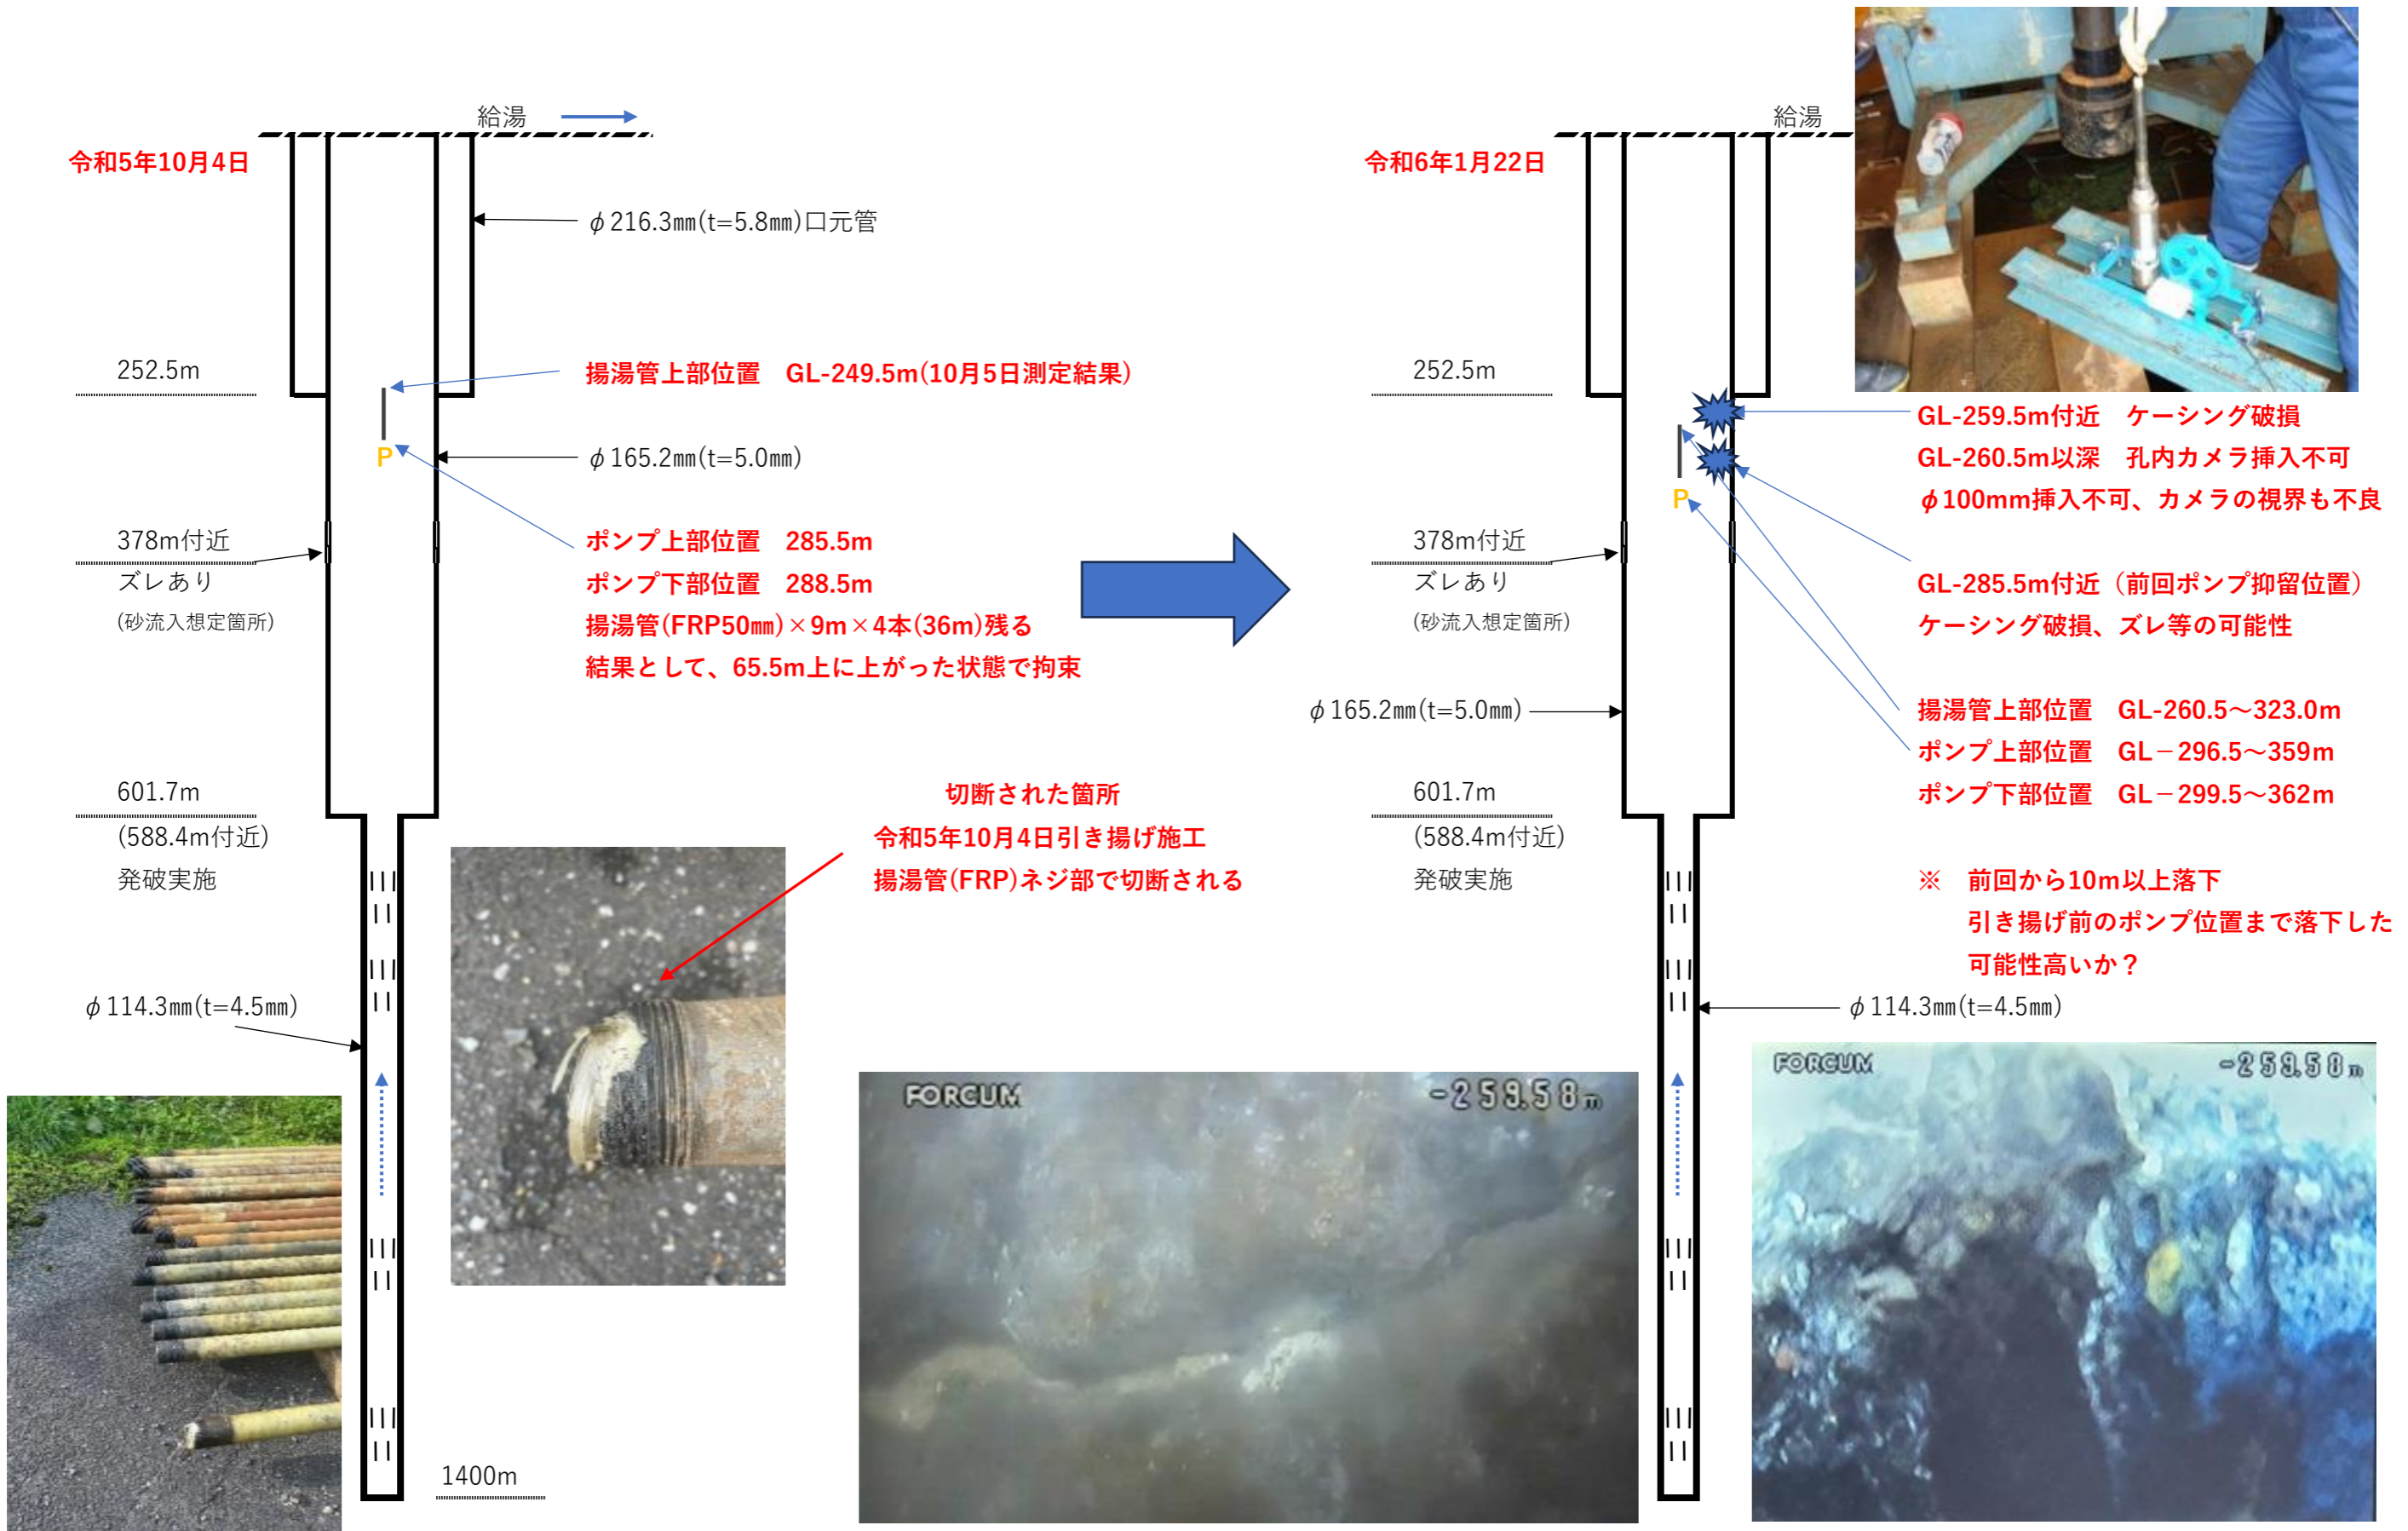 給湯
令和5年10月4日
φ216.3㎜(t=5.8㎜)口元管
252.5m
揚湯管上部位置　GL-249.5m(10月5日測定結果)
P
φ165.2㎜(t=5.0㎜)
378m付近
ズレあり
(砂流入想定箇所)
ポンプ上部位置　285.5m
ポンプ下部位置　288.5m
揚湯管(FRP50㎜)×9m×4本(36m)残る
結果として、65.5m上に上がった状態で拘束
601.7m
(588.4m付近)
発破実施
切断された箇所
令和5年10月4日引き揚げ施工
揚湯管(FRP)ネジ部で切断される
φ114.3㎜(t=4.5㎜)
1400m
給湯
令和6年1月22日
252.5m
GL-259.5m付近　ケーシング破損
GL-260.5m以深　孔内カメラ挿入不可
φ100mm挿入不可、カメラの視界も不良
P
378m付近
ズレあり
(砂流入想定箇所)
GL-285.5m付近（前回ポンプ抑留位置）
ケーシング破損、ズレ等の可能性
φ165.2㎜(t=5.0㎜)
揚湯管上部位置　GL-260.5～323.0m
ポンプ上部位置　GL－296.5～359m
ポンプ下部位置　GL－299.5～362m
601.7m
(588.4m付近)
発破実施
※　前回から10m以上落下
引き揚げ前のポンプ位置まで落下した
可能性高いか？
φ114.3㎜(t=4.5㎜)
FORCUM
-259.58m
FORCUM
-259.58m